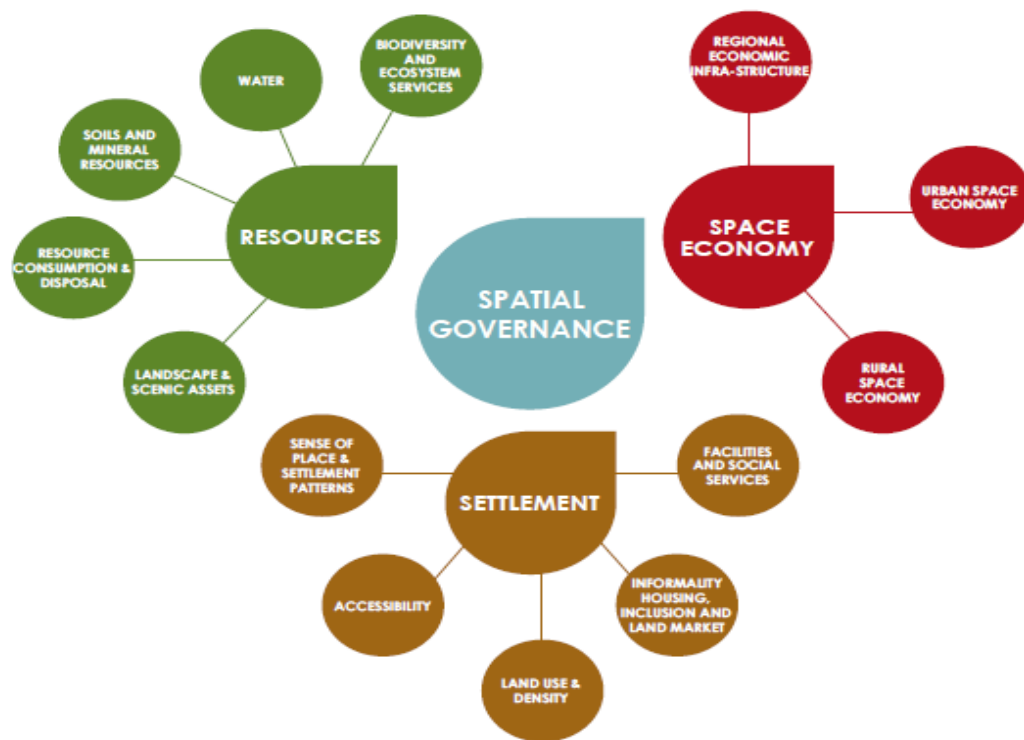 BIODIVERSITY
AND
ECOSYSTEM
SERVICES
WATER
SOILS AND
MINERAL
RESOURCES
RESOURCES
RESOURCE
CONSUMPTION &
DISPOSAL
LANDSCAPE &
SCENIC ASSETS
REGIONAL
ECONOMIC
INFRA-STRUCTURE
URBAN SPACE
ECONOMY
SPACE
ECONOMY
RURAL
SPACE
ECONOMY
SPATIAL
GOVERNANCE
SENSE OF
PLACE &
SETTLEMENT
PATTERNS
FACILITIES
AND SOCIAL
SERVICES
SETTLEMENT
ACCESSIBILITY
INFORMALITY
HOUSING,
INCLUSION AND
LAND MARKET
LAND USE &
DENSITY